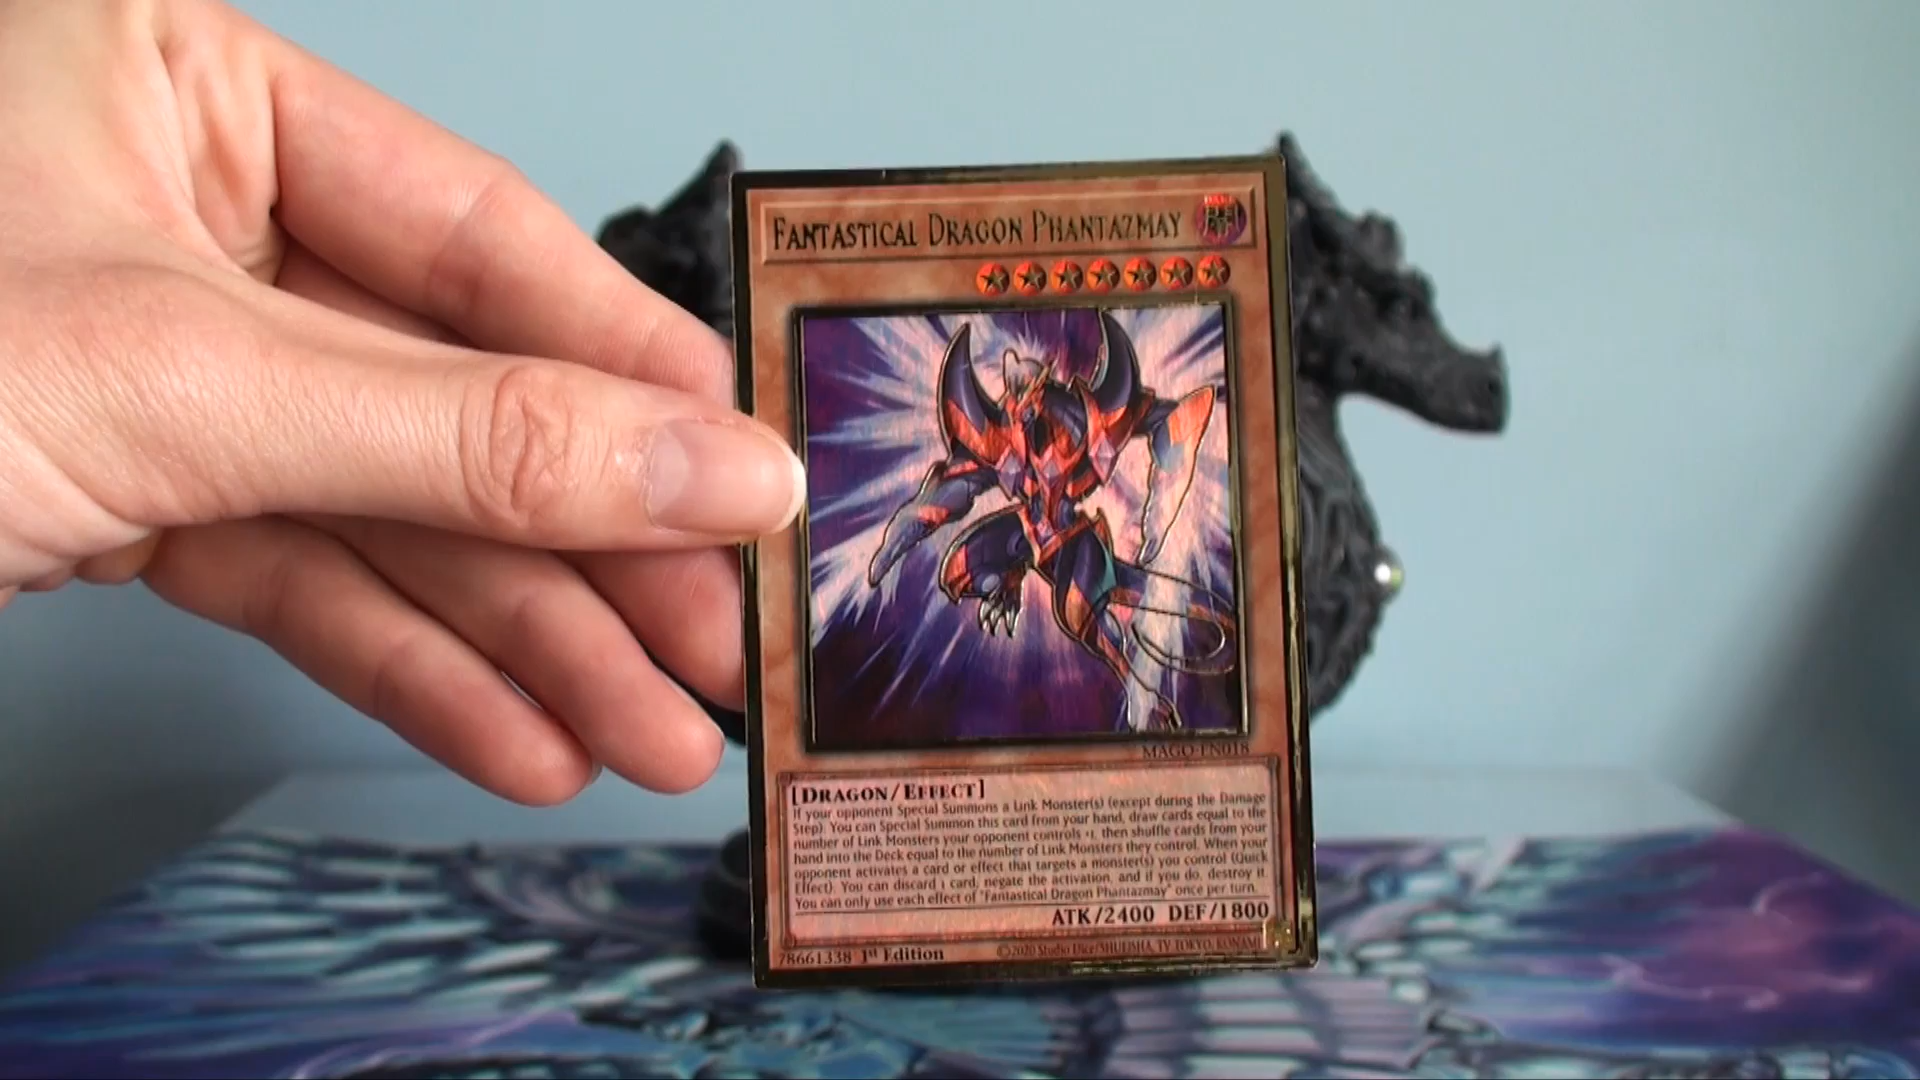 FANTASTICAL DRAGON PHANTAZMAY
MAGO-EN018
[DRAGON/EFFECT]
If your opponent Special Summons a Link Monster(s) (except during the Damage
Step): You can Special Summon this card from your hand, draw cards equal to the
number of Link Monsters your opponent controls +1, then shuffle cards from your
hand into the Deck equal to the number of Link Monsters they control. When your
opponent activates a card or effect that targets a monster(s) you control (Quick
Effect): You can discard 1 card; negate the activation, and if you do, destroy it.
You can only use each effect of "Fantastical Dragon Phantazmay" once per turn.
ATK/2400 DEF/1800
78661338 1st Edition ©2020 Studio Dice/SHUEISHA, TV TOKYO, KONAMI